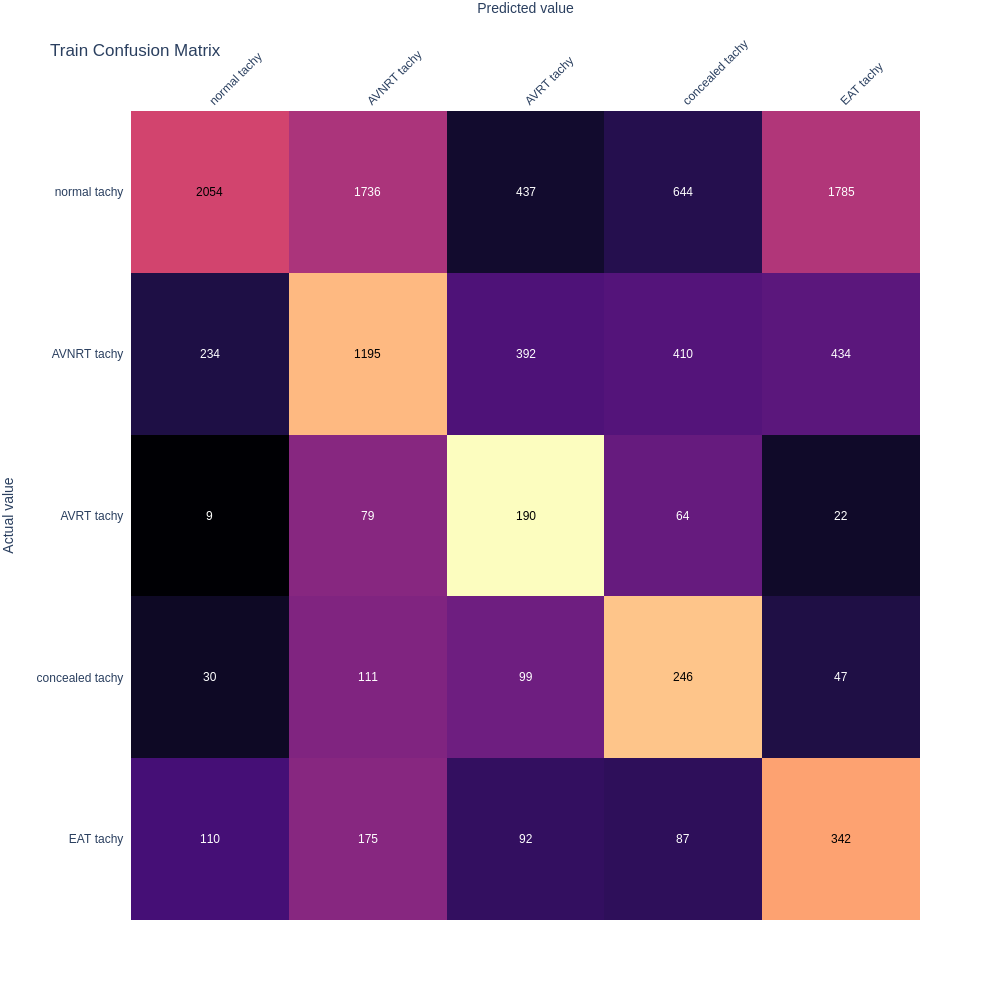 Predicted value
Train Confusion Matrix
normal tachy AVNRT tachy AVRT tachy concealed tachy EAT tachy
normal tachy 2054 1736 437 644 1785
AVNRT tachy 234 1195 392 410 434
AVRT tachy 9 79 190 64 22
Actual value
concealed tachy 30 111 99 246 47
EAT tachy 110 175 92 87 342